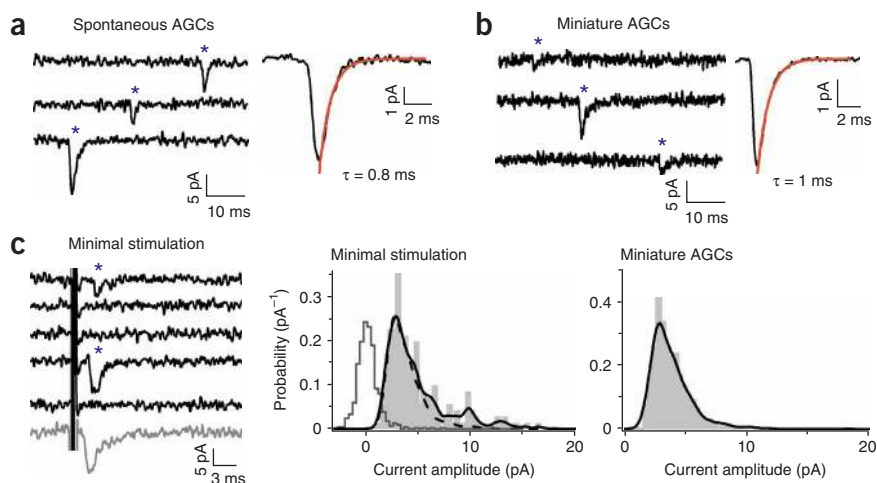 a
Spontaneous AGCs
*
*
*
5 pA
10 ms
1 pA
2 ms
τ = 0.8 ms
b
Miniature AGCs
*
*
*
5 pA
10 ms
1 pA
2 ms
τ = 1 ms
c
Minimal stimulation
*
*
5 pA
3 ms
Minimal stimulation
Probability (pA⁻¹)
0.3
0.2
0.1
0
0
10
20
Current amplitude (pA)
Miniature AGCs
0.4
0.2
0
0
10
20
Current amplitude (pA)